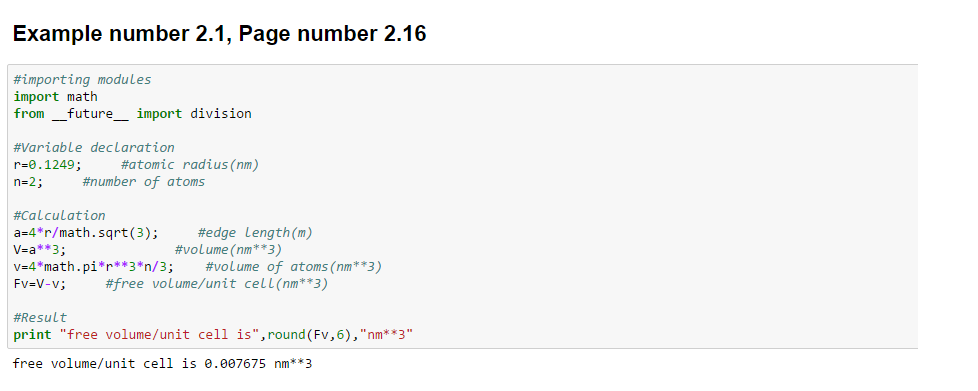 Example number 2.1, Page number 2.16
#importing modules
import math
from __future__ import division
#Variable declaration
r=0.1249;     #atomic radius(nm)
n=2;     #number of atoms
#Calculation
a=4*r/math.sqrt(3);     #edge length(m)
V=a**3;              #volume(nm**3)
v=4*math.pi*r**3*n/3;    #volume of atoms(nm**3)
Fv=V-v;     #free volume/unit cell(nm**3)
#Result
print "free volume/unit cell is",round(Fv,6),"nm**3"
free volume/unit cell is 0.007675 nm**3